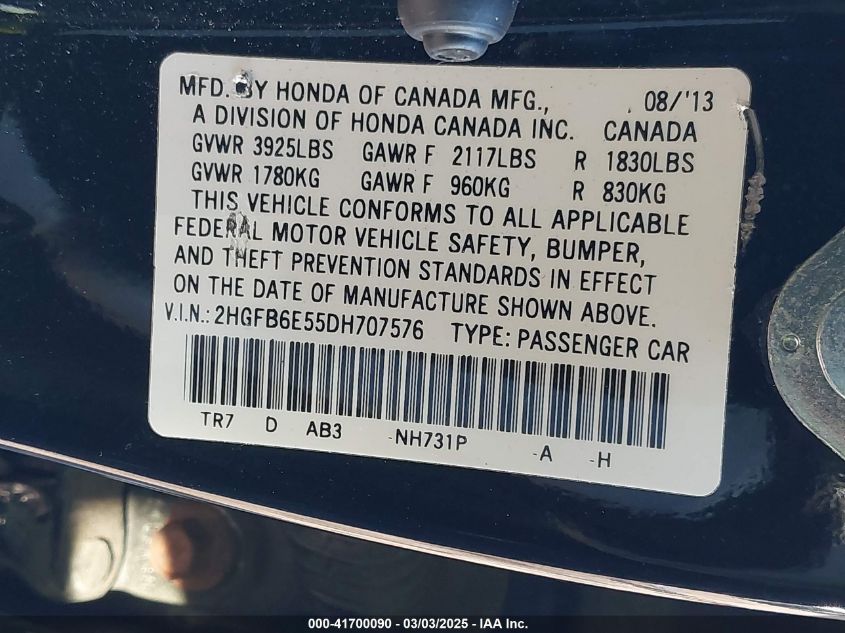 MFD. BY HONDA OF CANADA MFG., 08/'13
A DIVISION OF HONDA CANADA INC. CANADA
GVWR 3925LBS GAWR F 2117LBS R 1830LBS
GVWR 1780KG GAWR F 960KG R 830KG
THIS VEHICLE CONFORMS TO ALL APPLICABLE
FEDERAL MOTOR VEHICLE SAFETY, BUMPER,
AND THEFT PREVENTION STANDARDS IN EFFECT
ON THE DATE OF MANUFACTURE SHOWN ABOVE.
V.I.N.: 2HGFB6E55DH707576 TYPE: PASSENGER CAR
TR7 D AB3 -NH731P -A -H
000-41700090 - 03/03/2025 - IAA Inc.